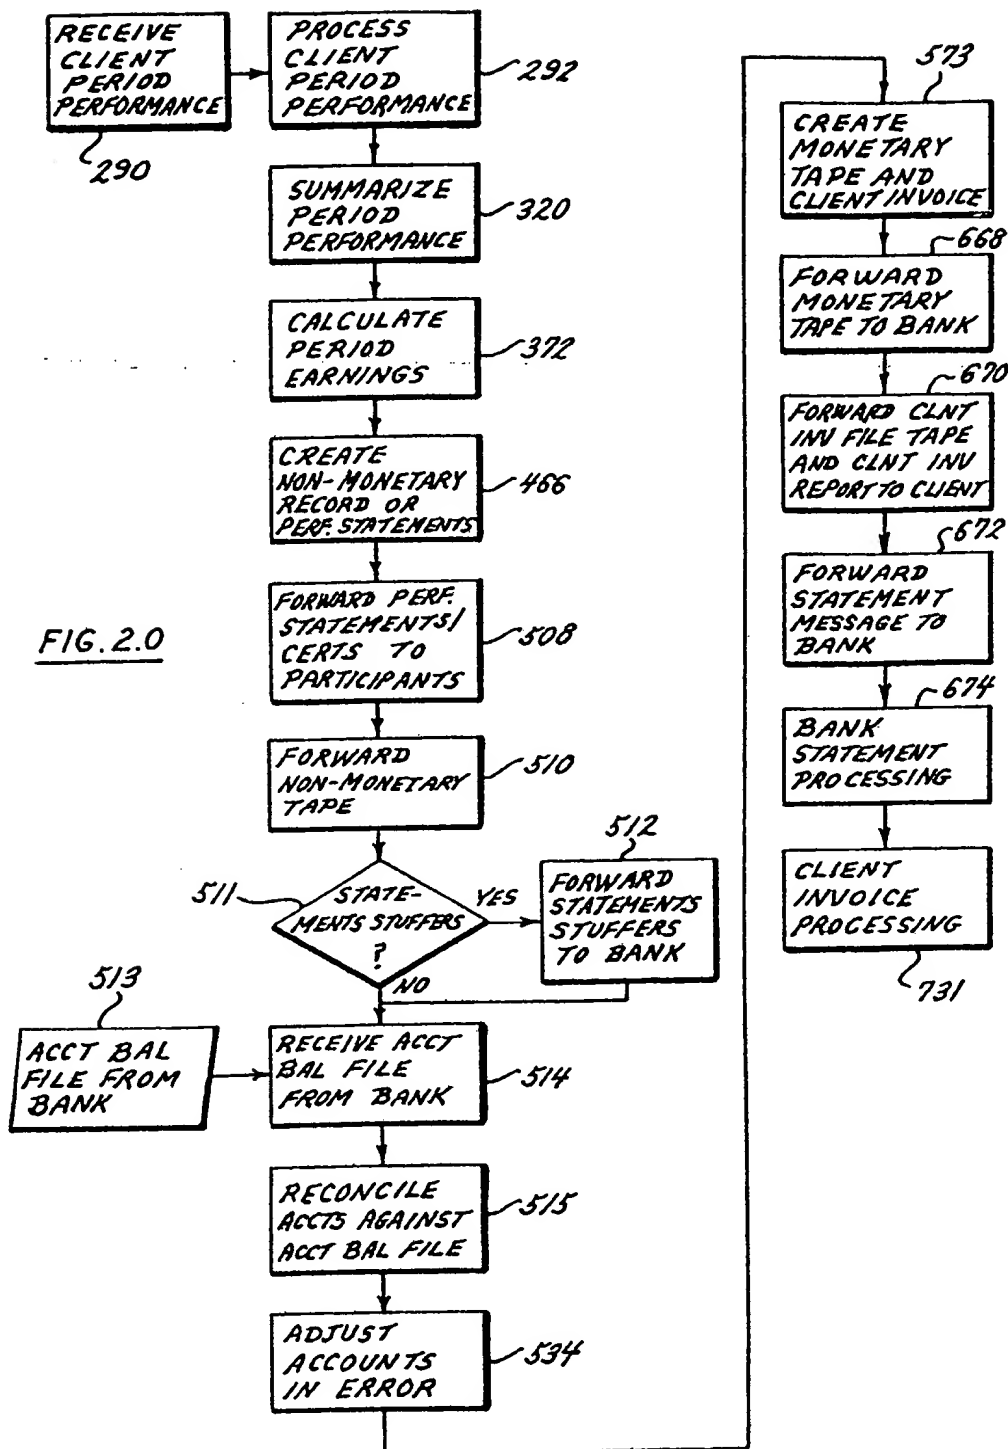 RECEIVE
CLIENT
PERIOD
PERFORMANCE
290
PROCESS
CLIENT
PERIOD
PERFORMANCE
292
SUMMARIZE
PERIOD
PERFORMANCE
320
CALCULATE
PERIOD
EARNINGS
372
CREATE
NON-MONETARY
RECORD OR
PERF. STATEMENTS
466
FORWARD PERF.
STATEMENTS/
CERTS TO
PARTICIPANTS
508
FIG. 2.0
FORWARD
NON-MONETARY
TAPE
510
511
STATE-
MENTS STUFFERS
?
YES
NO
512
FORWARD
STATEMENTS
STUFFERS
TO BANK
513
ACCT BAL
FILE FROM
BANK
RECEIVE ACCT
BAL FILE
FROM BANK
514
RECONCILE
ACCTS AGAINST
ACCT BAL FILE
515
ADJUST
ACCOUNTS
IN ERROR
534
573
CREATE
MONETARY
TAPE AND
CLIENT INVOICE
668
FORWARD
MONETARY
TAPE TO BANK
670
FORWARD CLNT
INV FILE TAPE
AND CLNT INV
REPORT TO CLIENT
672
FORWARD
STATEMENT
MESSAGE TO
BANK
674
BANK
STATEMENT
PROCESSING
CLIENT
INVOICE
PROCESSING
731